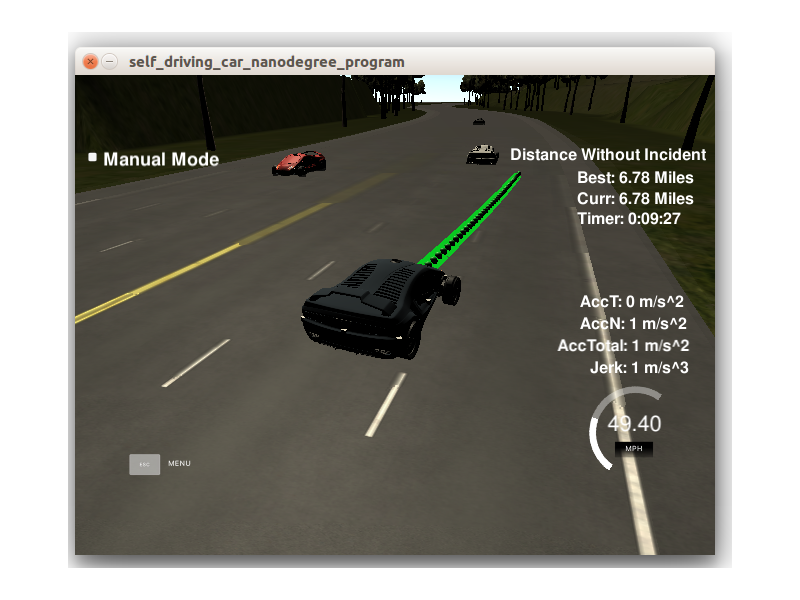 self_driving_car_nanodegree_program
Manual Mode
Distance Without Incident
Best: 6.78 Miles
Curr: 6.78 Miles
Timer: 0:09:27
AccT: 0 m/s^2
AccN: 1 m/s^2
AccTotal: 1 m/s^2
Jerk: 1 m/s^3
49.40
MPH
ESC MENU